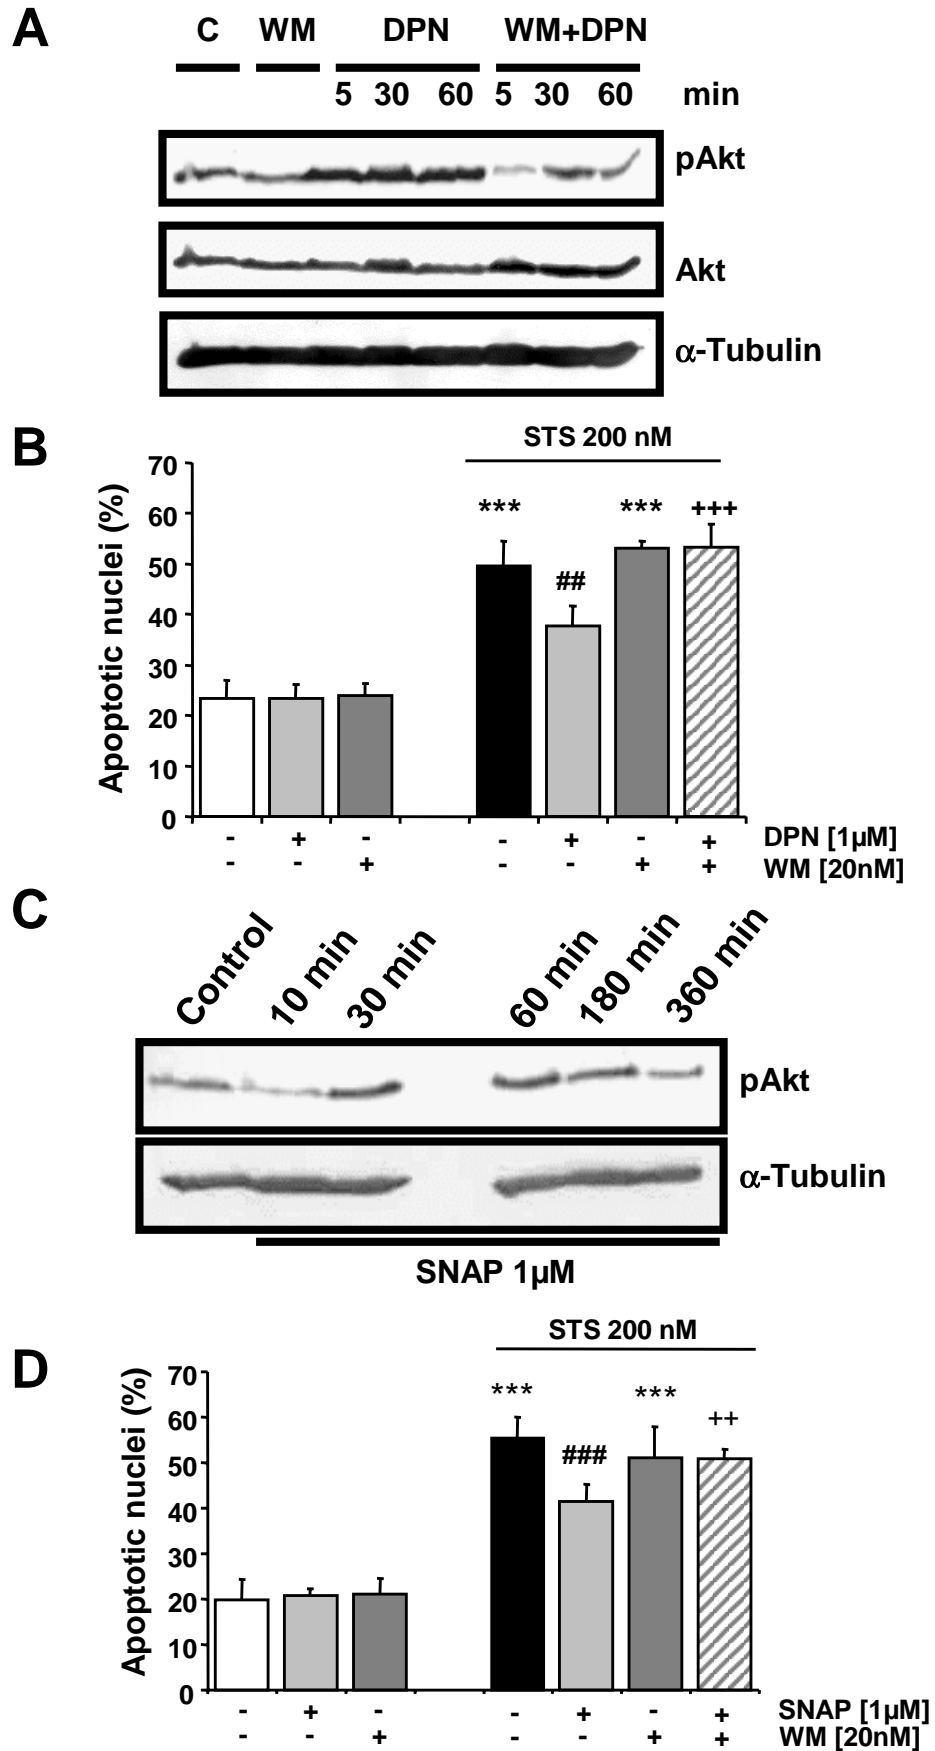 A
C WM DPN WM+DPN
5 30 60 5 30 60 min
pAkt
Akt
α-Tubulin
B
STS 200 nM
Apoptotic nuclei (%)
70
60
50
40
30
20
10
0
*** ## *** +++
- + - - + - + DPN [1µM]
- - + - - + + WM [20nM]
C
Control 10 min 30 min 60 min 180 min 360 min
pAkt
α-Tubulin
SNAP 1µM
D
STS 200 nM
Apoptotic nuclei (%)
70
60
50
40
30
20
10
0
*** ### *** ++
- + - - + - + SNAP [1µM]
- - + - - + + WM [20nM]